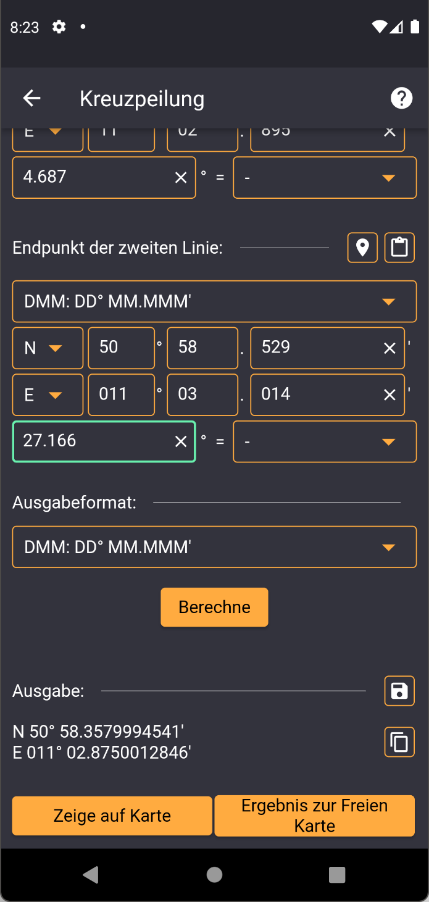 8:23
Kreuzpeilung
E 11 02 . 895
4.687 ° = -
Endpunkt der zweiten Linie:
DMM: DD° MM.MMM'
N 50 ° 58 . 529 '
E 011 ° 03 . 014 '
27.166 ° = -
Ausgabeformat:
DMM: DD° MM.MMM'
Berechne
Ausgabe:
N 50° 58.3579994541'
E 011° 02.8750012846'
Zeige auf Karte
Ergebnis zur Freien
Karte